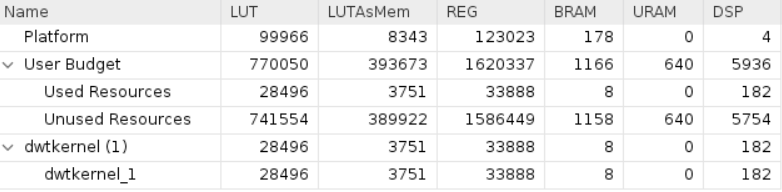 Name LUT LUTAsMem REG BRAM URAM DSP
Platform 99966 8343 123023 178 0 4
User Budget 770050 393673 1620337 1166 640 5936
Used Resources 28496 3751 33888 8 0 182
Unused Resources 741554 389922 1586449 1158 640 5754
dwtkernel (1) 28496 3751 33888 8 0 182
dwtkernel_1 28496 3751 33888 8 0 182